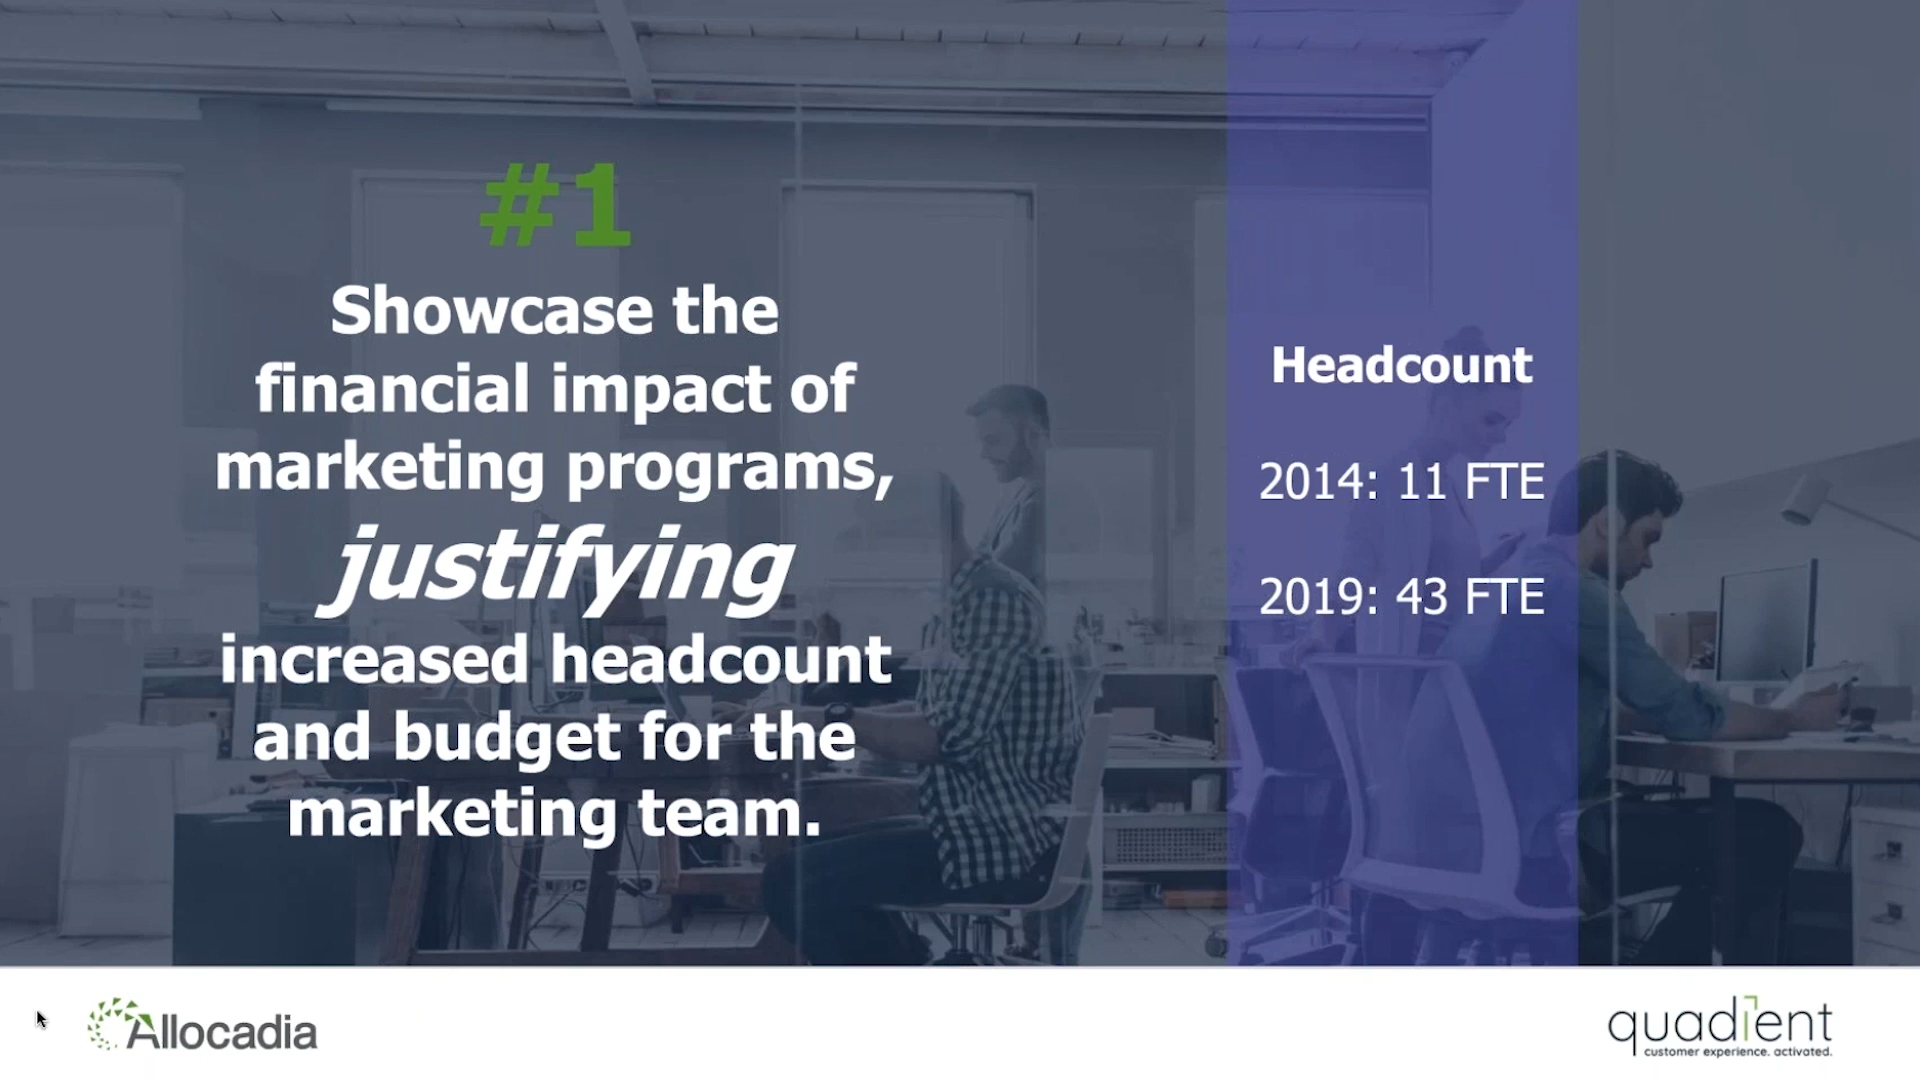 #1
Showcase the
financial impact of
marketing programs,
justifying
increased headcount
and budget for the
marketing team.
Headcount
2014: 11 FTE
2019: 43 FTE
Allocadia
quadient
customer experience. activated.